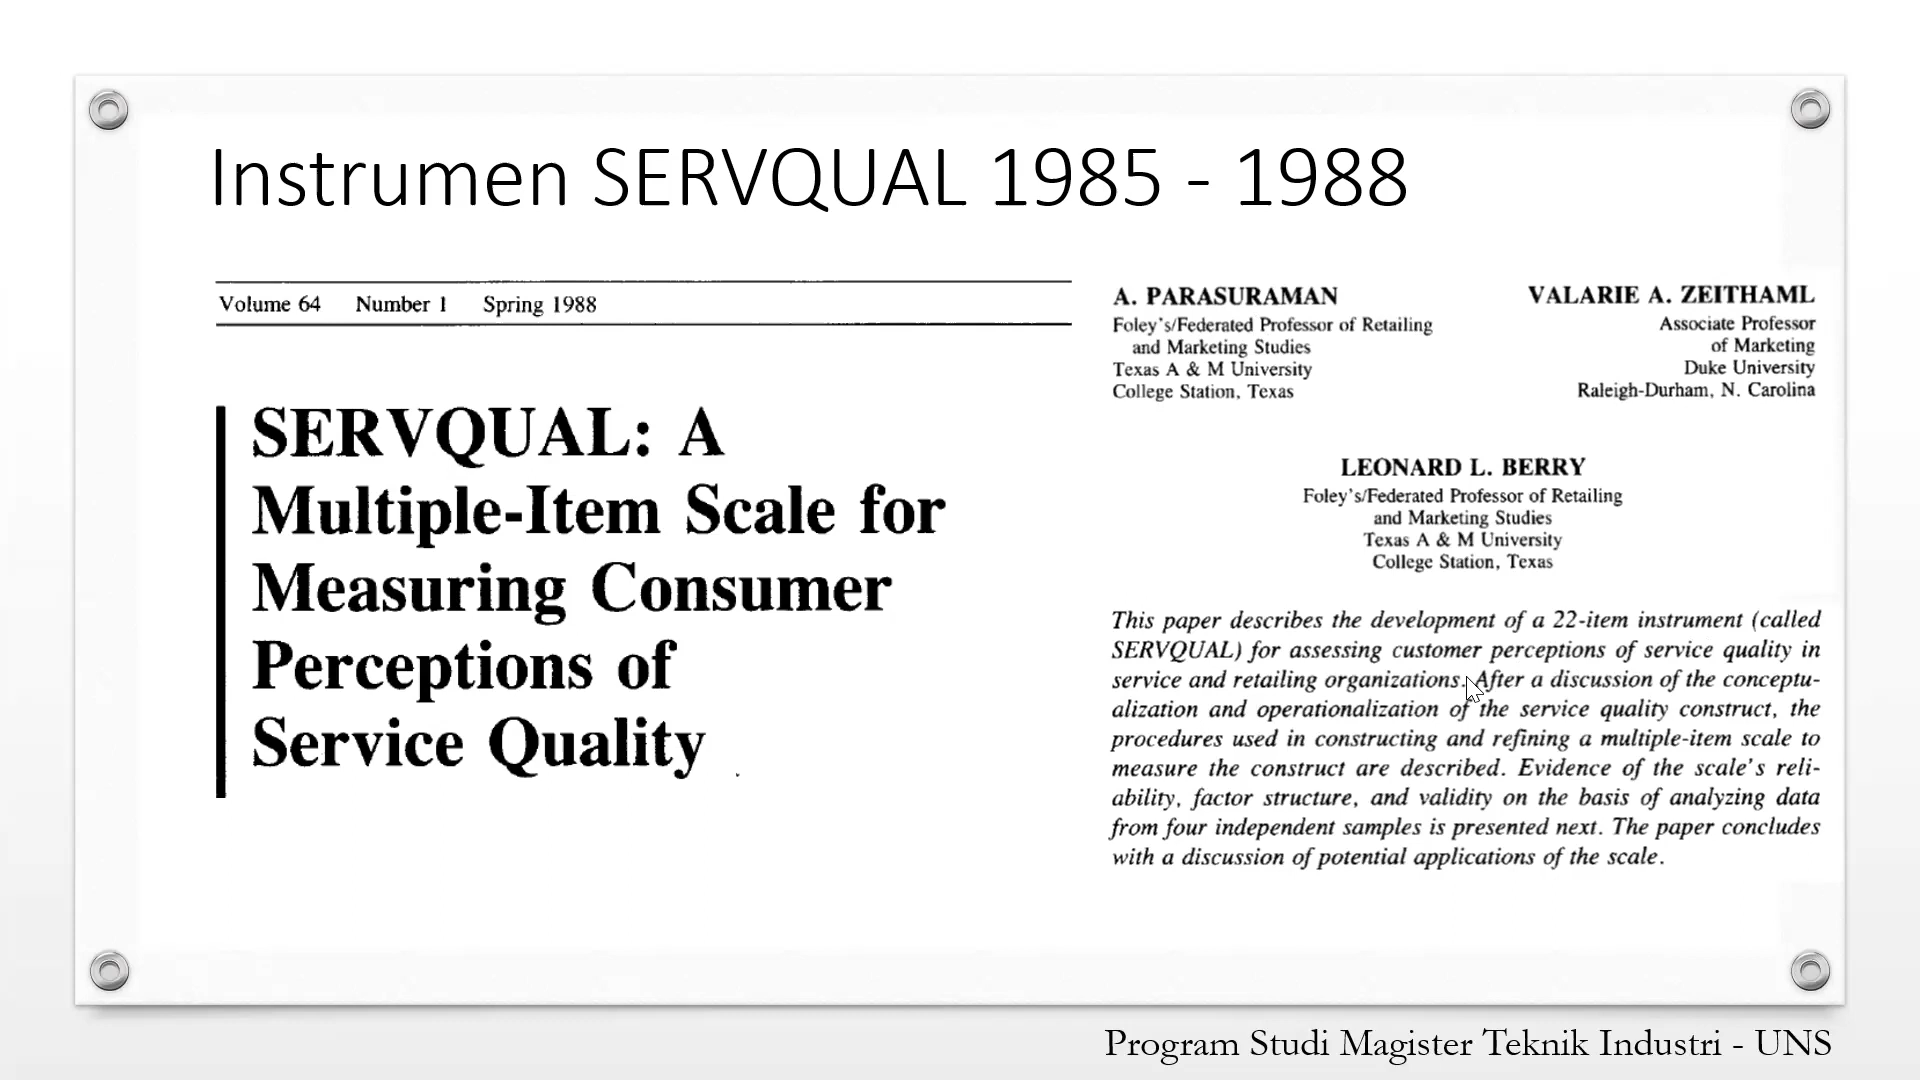 Instrumen SERVQUAL 1985 - 1988
Volume 64 Number 1 Spring 1988
SERVQUAL: A
Multiple-Item Scale for
Measuring Consumer
Perceptions of
Service Quality
A. PARASURAMAN
Foley's/Federated Professor of Retailing
and Marketing Studies
Texas A & M University
College Station, Texas
VALARIE A. ZEITHAML
Associate Professor
of Marketing
Duke University
Raleigh-Durham, N. Carolina
LEONARD L. BERRY
Foley's/Federated Professor of Retailing
and Marketing Studies
Texas A & M University
College Station, Texas
This paper describes the development of a 22-item instrument (called
SERVQUAL) for assessing customer perceptions of service quality in
service and retailing organizations. After a discussion of the conceptu-
alization and operationalization of the service quality construct, the
procedures used in constructing and refining a multiple-item scale to
measure the construct are described. Evidence of the scale's reli-
ability, factor structure, and validity on the basis of analyzing data
from four independent samples is presented next. The paper concludes
with a discussion of potential applications of the scale.
Program Studi Magister Teknik Industri - UNS